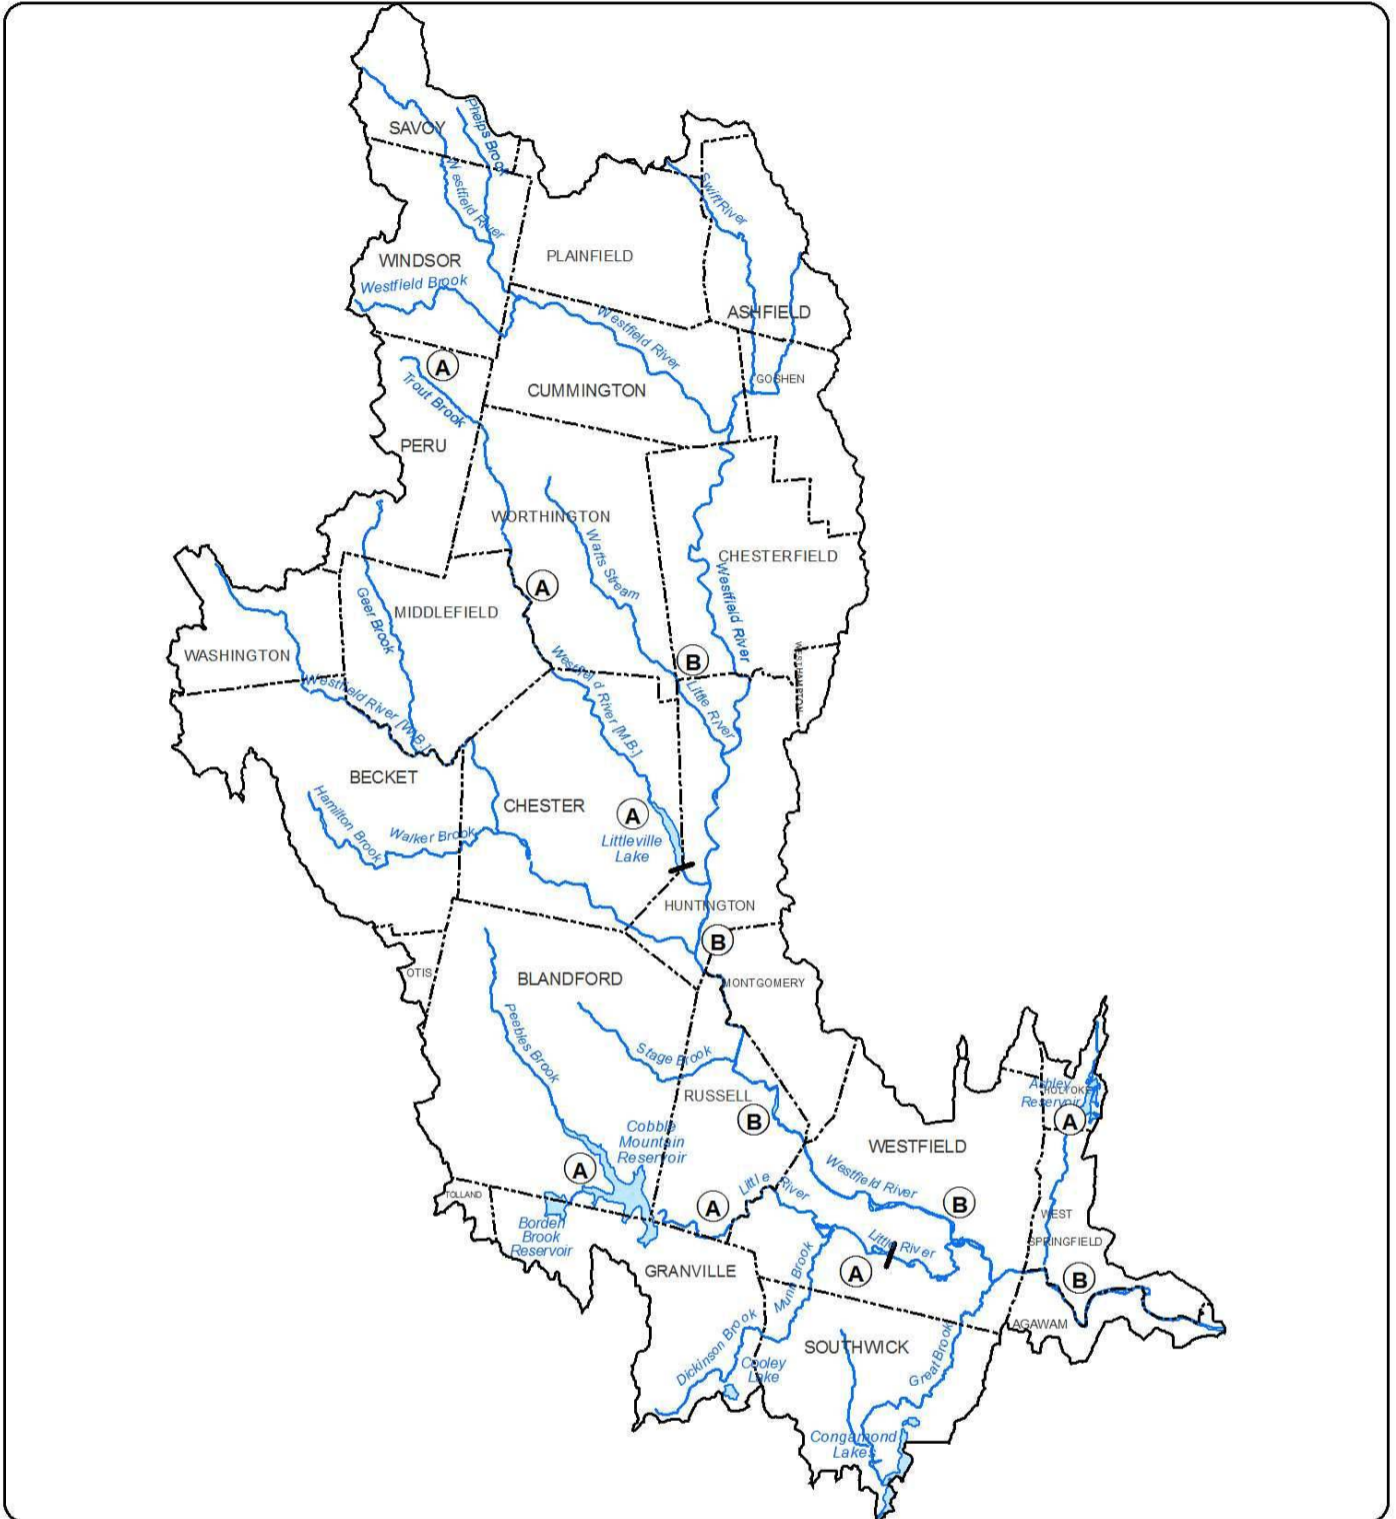 SAVOY
Phelps Brook
Westfield River
Swift River
WINDSOR
PLAINFIELD
Westfield Brook
ASHFIELD
Westfield River
A
Trout Brook
CUMMINGTON
GOSHEN
PERU
WORTHINGTON
Watts Stream
CHESTERFIELD
Westfield River
A
Geer Brook
MIDDLEFIELD
WASHINGTON
B
WESTHAMPTON
Westfield River [W.B.]
Westfield River [M.B.]
Little River
BECKET
CHESTER
Hamilton Brook
Walker Brook
A
Littleville
Lake
HUNTINGTON
B
OTIS
BLANDFORD
MONTGOMERY
Peebles Brook
Stage Brook
RUSSELL
B
Ashley
Reservoir
HOLYOKE
A
Cobble
Mountain
Reservoir
WESTFIELD
A
Westfield River
Little River
TOLLAND
A
B
Borden
Brook
Reservoir
WEST
SPRINGFIELD
Little River
GRANVILLE
Munn Brook
A
B
AGAWAM
Dickinson Brook
SOUTHWICK
Great Brook
Cooley
Lake
Congamond
Lakes